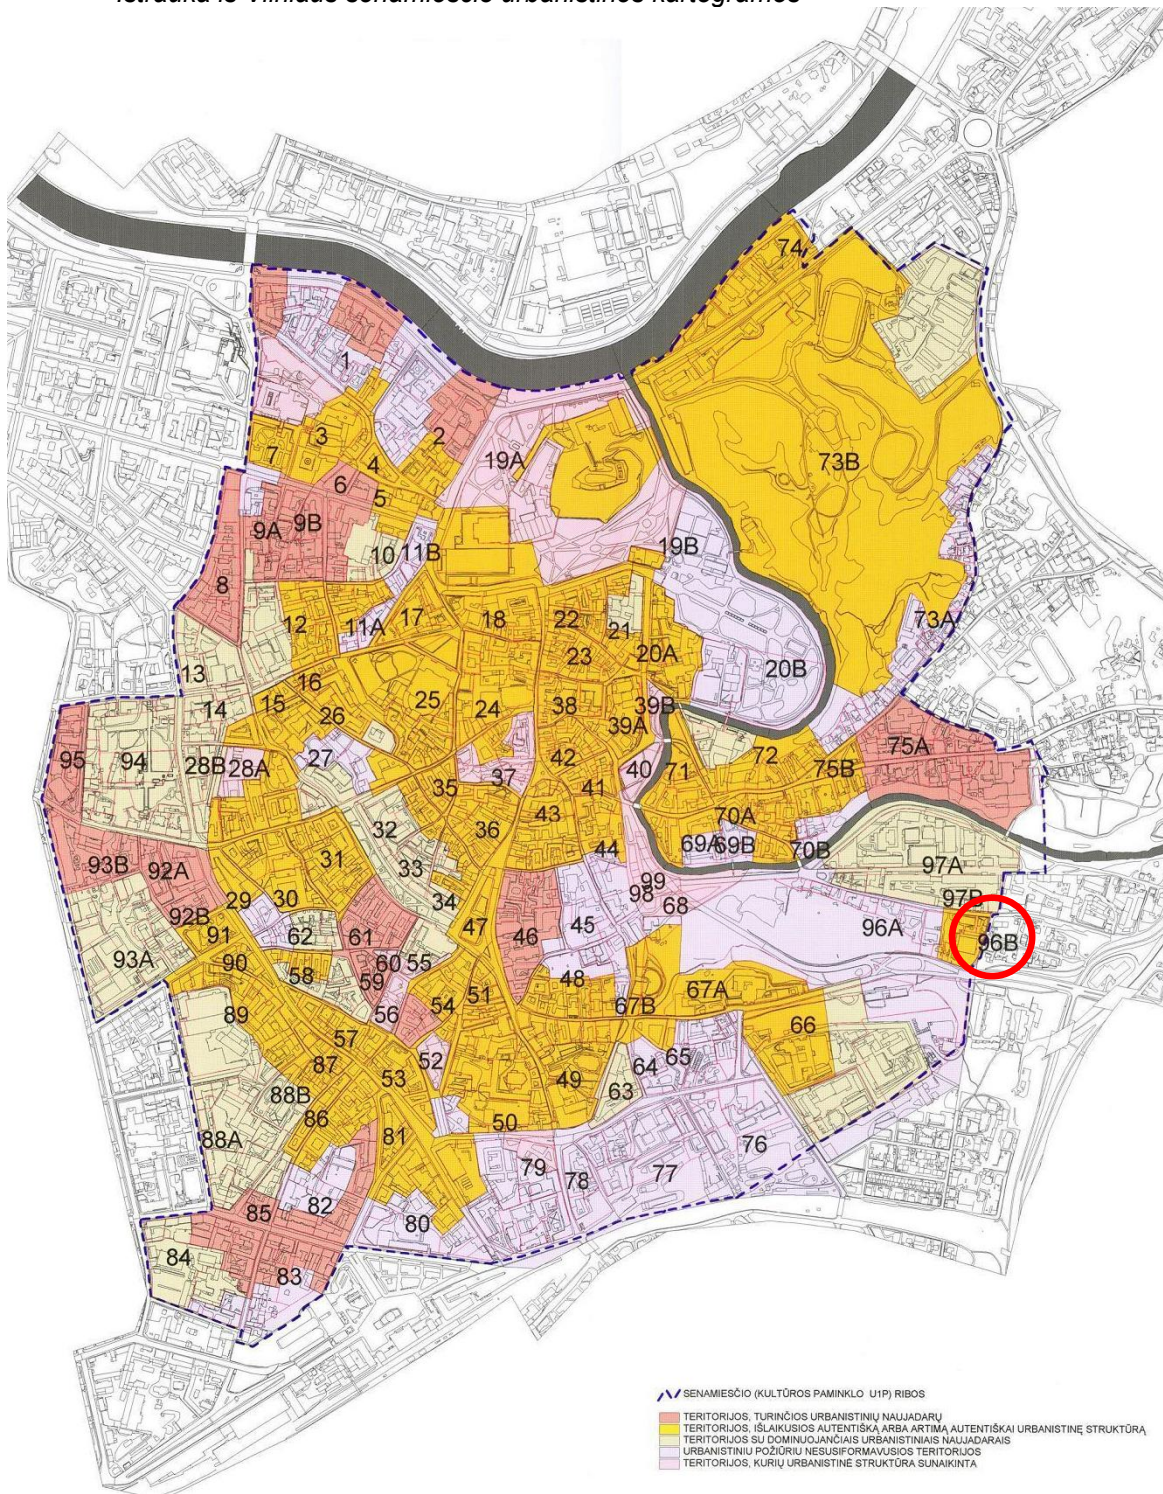 Ištrauka iš Vilniaus senamiesčio urbanistinės kartogramos
74
1
3
2
7
4
19A
73B
6
5
9A
9B
10
11B
19B
8
12
11A
17
18
22
21
73A
23
20A
20B
13
16
25
15
14
26
24
38
39B
39A
95
94
28B
28A
27
42
40
71
72
75A
75B
35
37
41
36
43
70A
32
69A
69B
70B
93B
92A
31
33
44
97A
99
98
29
30
34
97B
92B
47
68
91
62
61
46
45
96A
96B
93A
90
58
60
55
59
48
67A
89
56
54
51
67B
57
66
87
52
64
65
53
49
88B
63
86
50
88A
81
76
79
78
77
82
85
80
84
83
SENAMIESČIO (KULTŪROS PAMINKLO U1P) RIBOS
TERITORIJOS, TURINČIOS URBANISTINIŲ NAUJADARŲ
TERITORIJOS, IŠLAIKUSIOS AUTENTIŠKĄ ARBA ARTIMĄ AUTENTIŠKAI URBANISTINĘ STRUKTŪRĄ
TERITORIJOS SU DOMINUOJANČIAIS URBANISTINIAIS NAUJADARAIS
URBANISTINIU POŽIŪRIU NESUSIFORMAVUSIOS TERITORIJOS
TERITORIJOS, KURIŲ URBANISTINĖ STRUKTŪRA SUNAIKINTA